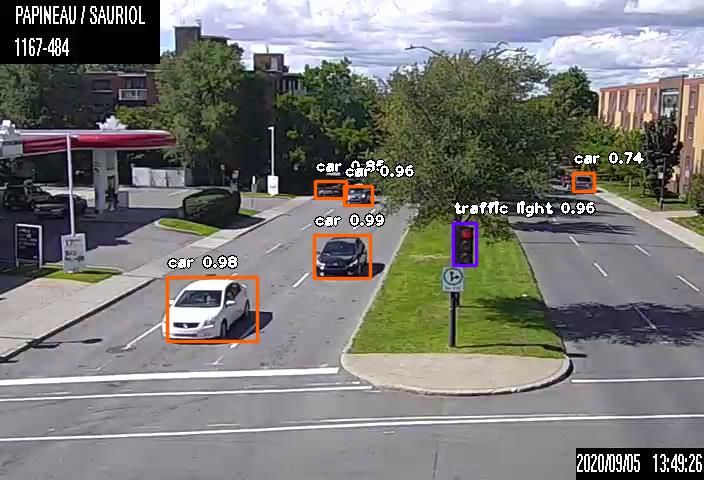 PAPINEAU / SAURIOL
1167-484
car 0.85
car 0.96
car 0.74
traffic light 0.96
car 0.99
car 0.98
2020/09/05 13:49:26